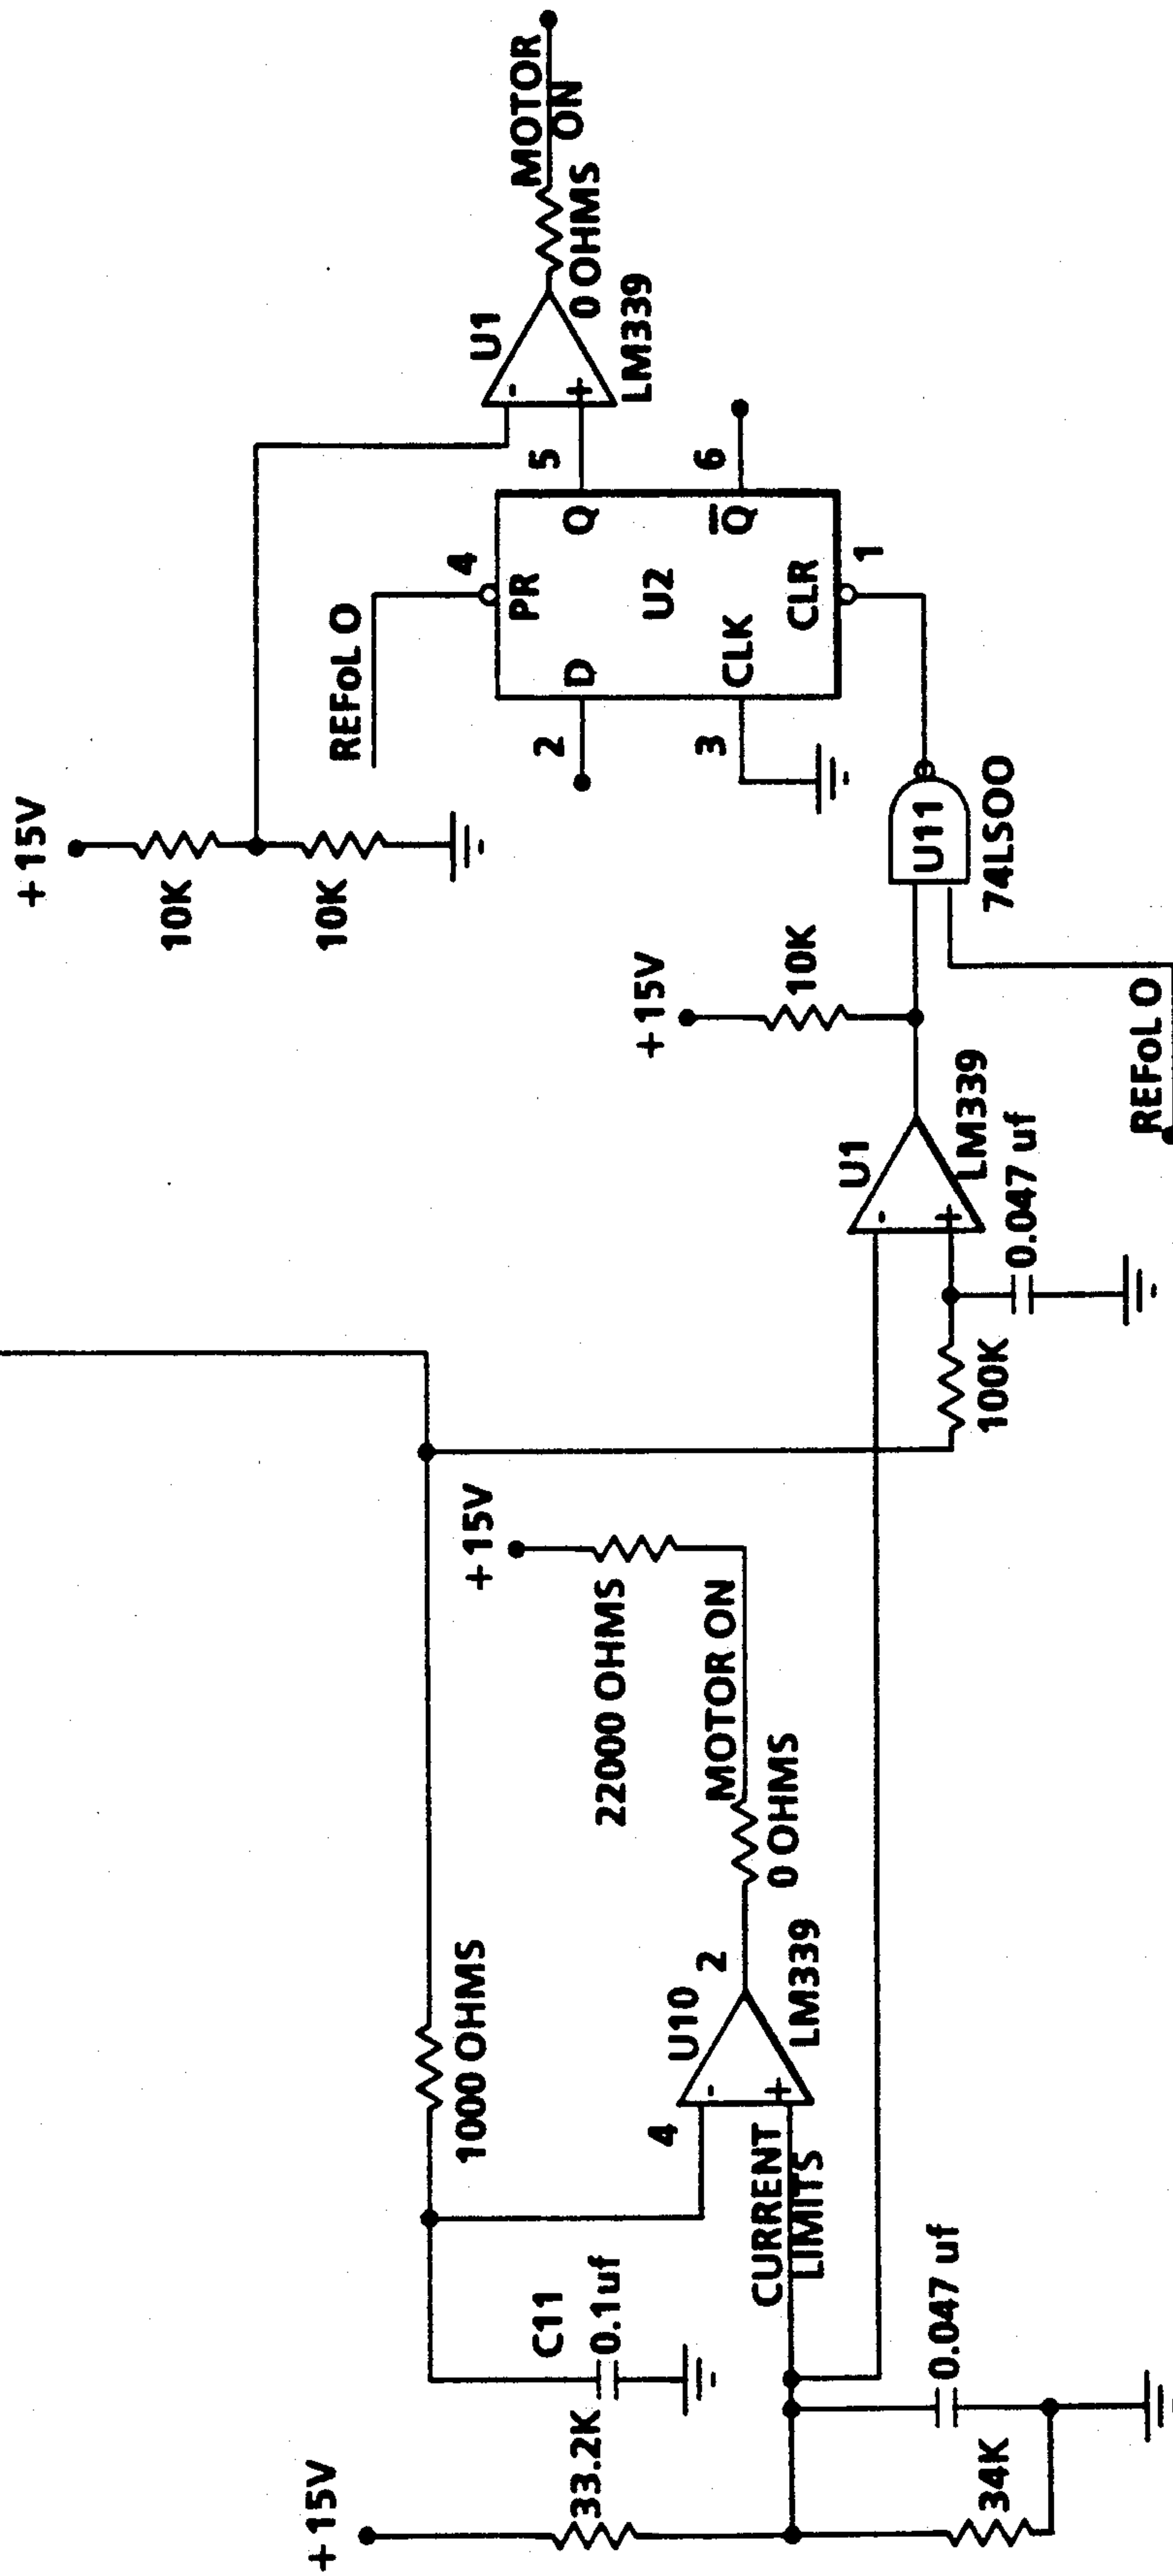 +15V
33.2K
34K
0.047 uf
C11
0.1uf
CURRENT
LIMITS
1000 OHMS
4
-
+
U10
2
LM339
0 OHMS
MOTOR ON
22000 OHMS
+15V
100K
0.047 uf
-
+
U1
LM339
+15V
10K
REFoL O
U11
74LSOO
+15V
10K
10K
REFoL O
4
PR
2
D
U2
Q
5
3
CLK
Q
6
CLR
1
-
+
U1
LM339
0 OHMS
MOTOR
ON